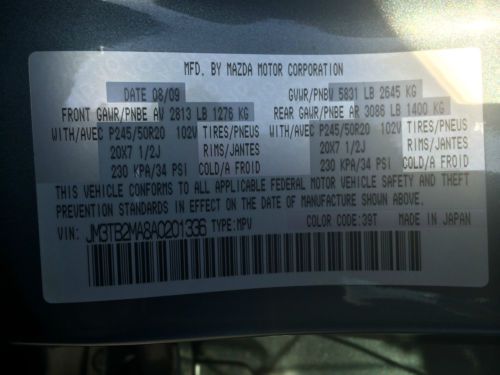 MFD. BY MAZDA MOTOR CORPORATION
DATE 08/09 GVWR/PNBV 5831 LB 2645 KG
FRONT GAWR/PNBE AV 2813 LB 1276 KG REAR GAWR/PNBE AR 3086 LB 1400 KG
WITH/AVEC P245/50R20 102V TIRES/PNEUS WITH/AVEC P245/50R20 102V TIRES/PNEUS
20X7 1/2J RIMS/JANTES 20X7 1/2J RIMS/JANTES
230 KPA/34 PSI COLD/A FROID 230 KPA/34 PSI COLD/A FROID
THIS VEHICLE CONFORMS TO ALL APPLICABLE FEDERAL MOTOR VEHICLE SAFETY AND THEFT
PREVENTION STANDARDS IN EFFECT ON THE DATE OF MANUFACTURE SHOWN ABOVE.
VIN: JM3TB2MA8A0201336 TYPE: MPV COLOR CODE: 39T MADE IN JAPAN